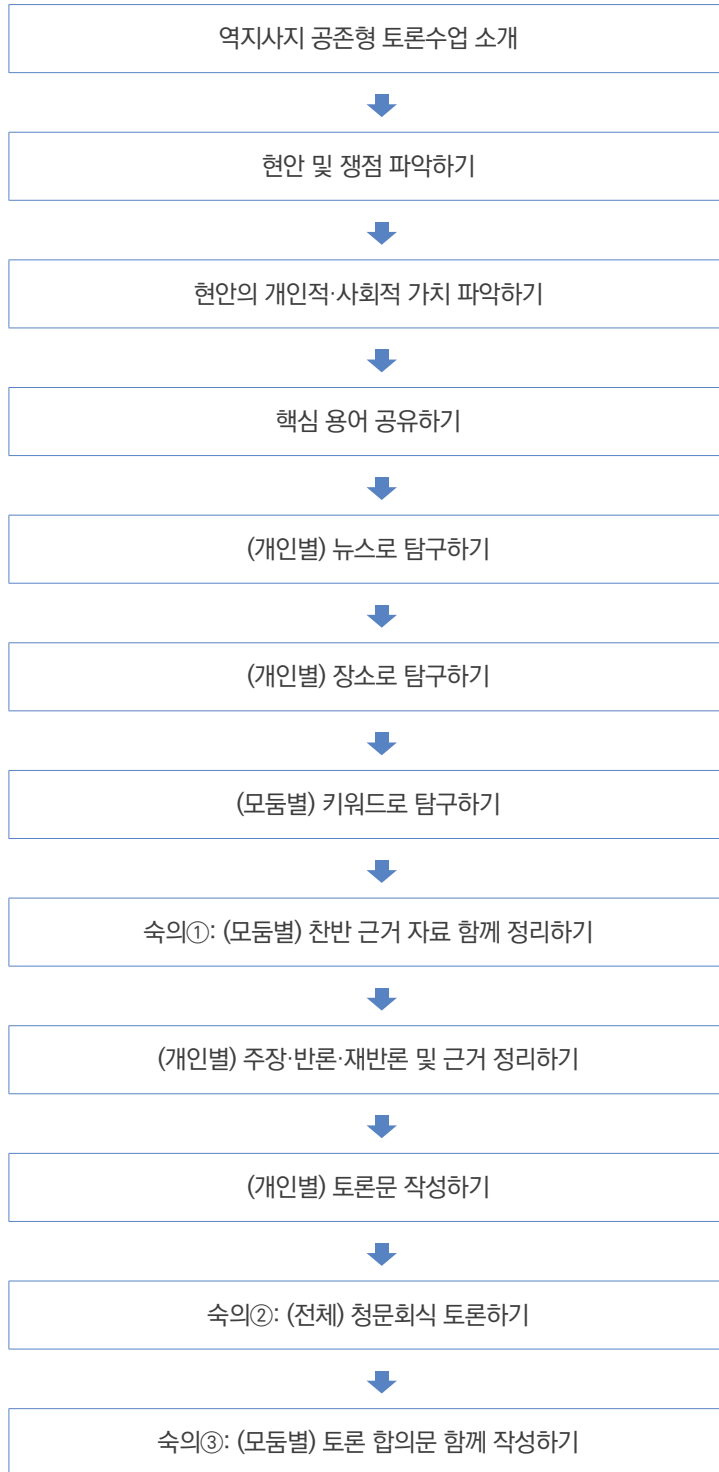 역지사지 공존형 토론수업 소개
현안 및 쟁점 파악하기
현안의 개인적·사회적 가치 파악하기
핵심 용어 공유하기
(개인별) 뉴스로 탐구하기
(개인별) 장소로 탐구하기
(모둠별) 키워드로 탐구하기
숙의①: (모둠별) 찬반 근거 자료 함께 정리하기
(개인별) 주장·반론·재반론 및 근거 정리하기
(개인별) 토론문 작성하기
숙의②: (전체) 청문회식 토론하기
숙의③: (모둠별) 토론 합의문 함께 작성하기